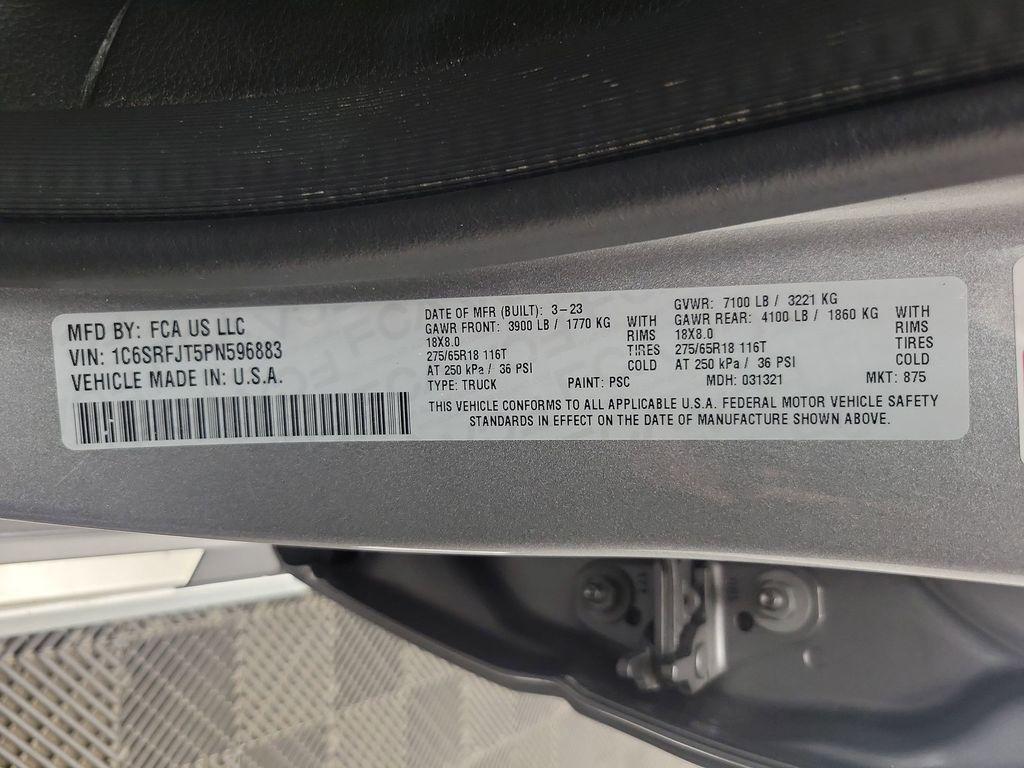 MFD BY: FCA US LLC
VIN: 1C6SRFJT5PN596883
VEHICLE MADE IN: U.S.A.
DATE OF MFR (BUILT): 3-23
GAWR FRONT: 3900 LB / 1770 KG WITH
18X8.0 RIMS
275/65R18 116T TIRES
AT 250 kPa / 36 PSI COLD
GVWR: 7100 LB / 3221 KG
GAWR REAR: 4100 LB / 1860 KG WITH
18X8.0 RIMS
275/65R18 116T TIRES
AT 250 kPa / 36 PSI COLD
TYPE: TRUCK PAINT: PSC MDH: 031321 MKT: 875
THIS VEHICLE CONFORMS TO ALL APPLICABLE U.S.A. FEDERAL MOTOR VEHICLE SAFETY
STANDARDS IN EFFECT ON THE DATE OF MANUFACTURE SHOWN ABOVE.